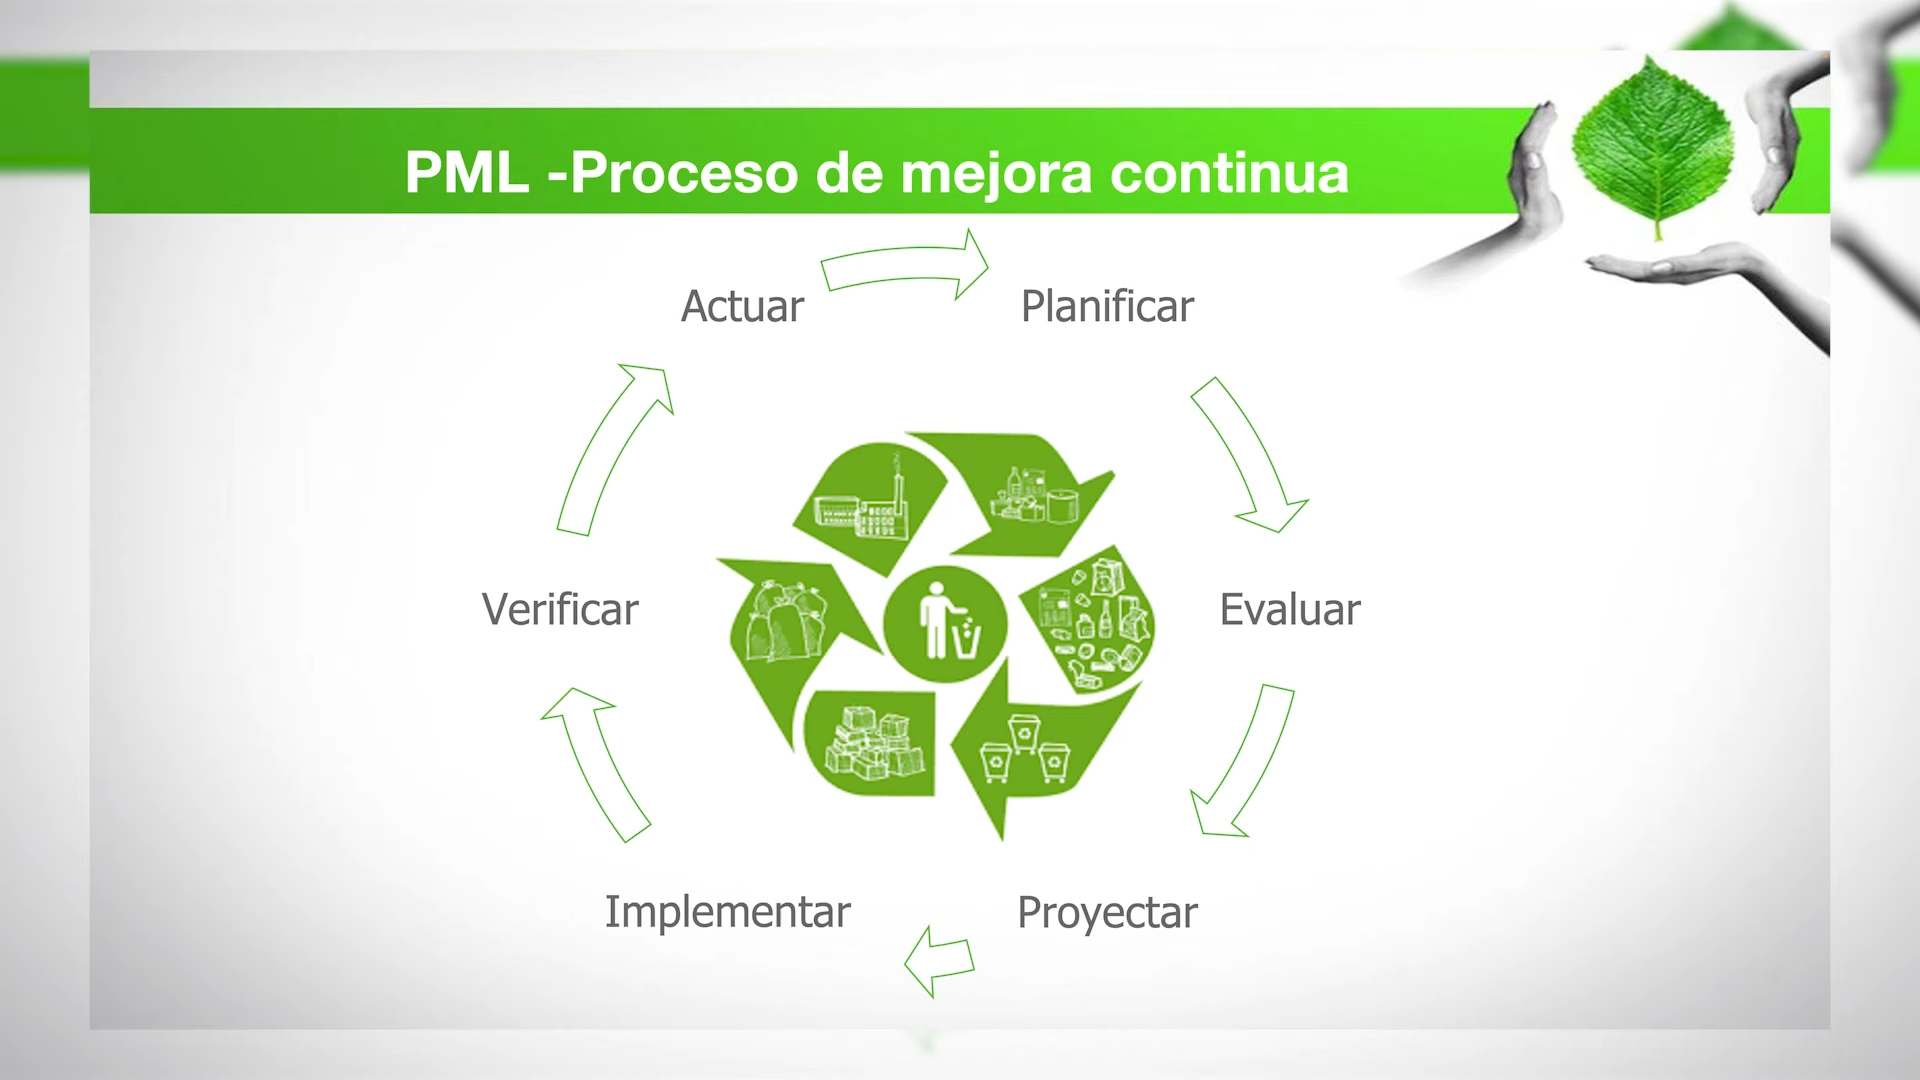 PML -Proceso de mejora continua
Actuar
Planificar
Verificar
Evaluar
Implementar
Proyectar